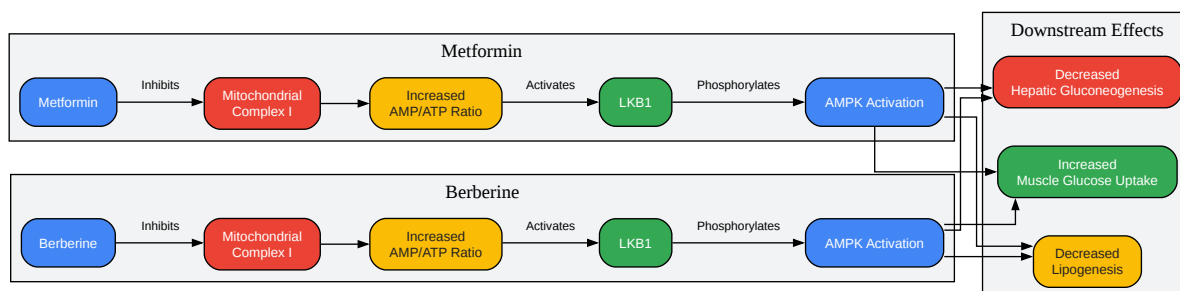 Metformin
Metformin
Inhibits
Mitochondrial
Complex I
Increased
AMP/ATP Ratio
Activates
LKB1
Phosphorylates
AMPK Activation
Berberine
Berberine
Inhibits
Mitochondrial
Complex I
Increased
AMP/ATP Ratio
Activates
LKB1
Phosphorylates
AMPK Activation
Downstream Effects
Decreased
Hepatic Gluconeogenesis
Increased
Muscle Glucose Uptake
Decreased
Lipogenesis